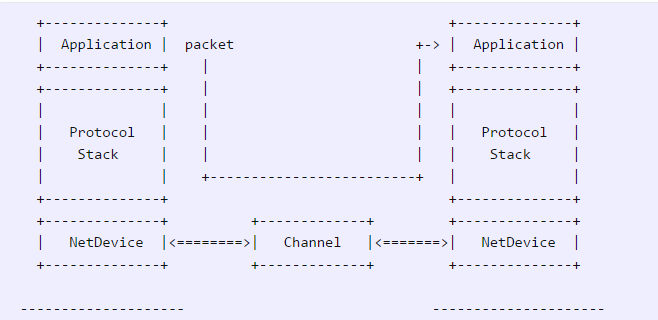 Application packet Application
Protocol Protocol
Stack Stack
NetDevice Channel NetDevice